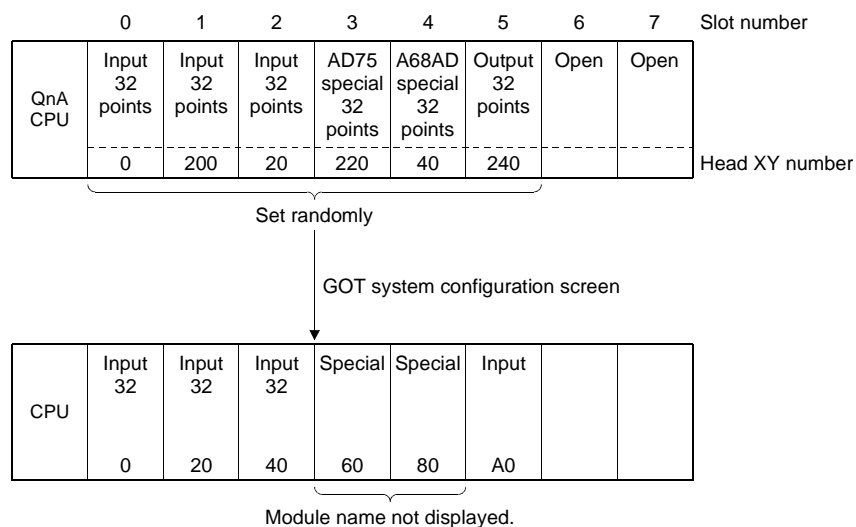 0 1 2 3 4 5 6 7 Slot number
QnA CPU
Input 32 points
Input 32 points
Input 32 points
AD75 special 32 points
A68AD special 32 points
Output 32 points
Open
Open
0 200 20 220 40 240 Head XY number
Set randomly
GOT system configuration screen
CPU
Input 32
Input 32
Input 32
Special
Special
Input
0 20 40 60 80 A0
Module name not displayed.